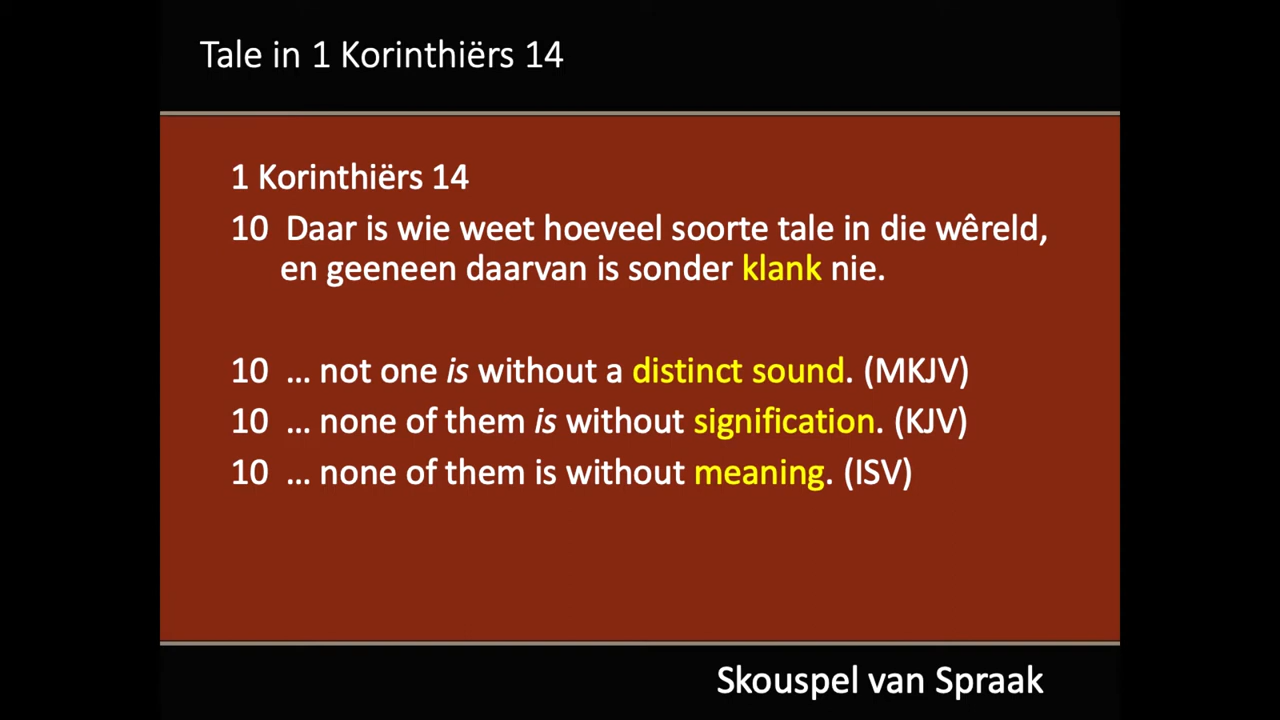 Tale in 1 Korinthiërs 14
1 Korinthiërs 14
10 Daar is wie weet hoeveel soorte tale in die wêreld,
en geeneen daarvan is sonder klank nie.
10 ... not one is without a distinct sound. (MKJV)
10 ... none of them is without signification. (KJV)
10 ... none of them is without meaning. (ISV)
Skouspel van Spraak